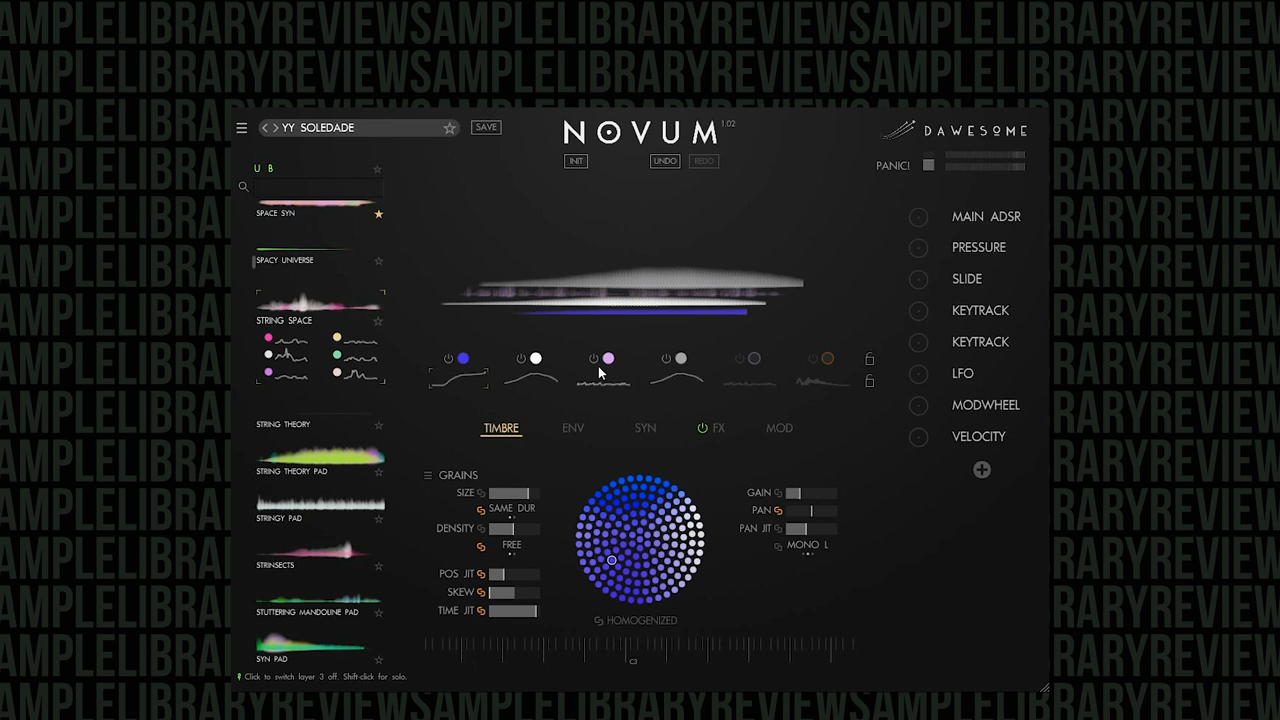 SAMPLELIBRARYREVIEWSAMPLELIBRARYREVIEWSAMPLELIBRARYREVIEWS
YY SOLEDADE
SAVE
NOVUM 1.02
DAWESOME
INIT
UNDO
REDO
PANIC!
U B
SPACE SYN
SPACY UNIVERSE
STRING SPACE
STRING THEORY
STRING THEORY PAD
STRINGY PAD
STRINSECTS
STUTTERING MANDOLINE PAD
SYN PAD
Click to switch layer 3 off. Shift-click for solo.
TIMBRE
ENV
SYN
FX
MOD
GRAINS
SIZE
SAME DUR
DENSITY
FREE
POS JIT
SKEW
TIME JIT
HOMOGENIZED
C3
GAIN
PAN
PAN JIT
MONO L
MAIN ADSR
PRESSURE
SLIDE
KEYTRACK
KEYTRACK
LFO
MODWHEEL
VELOCITY